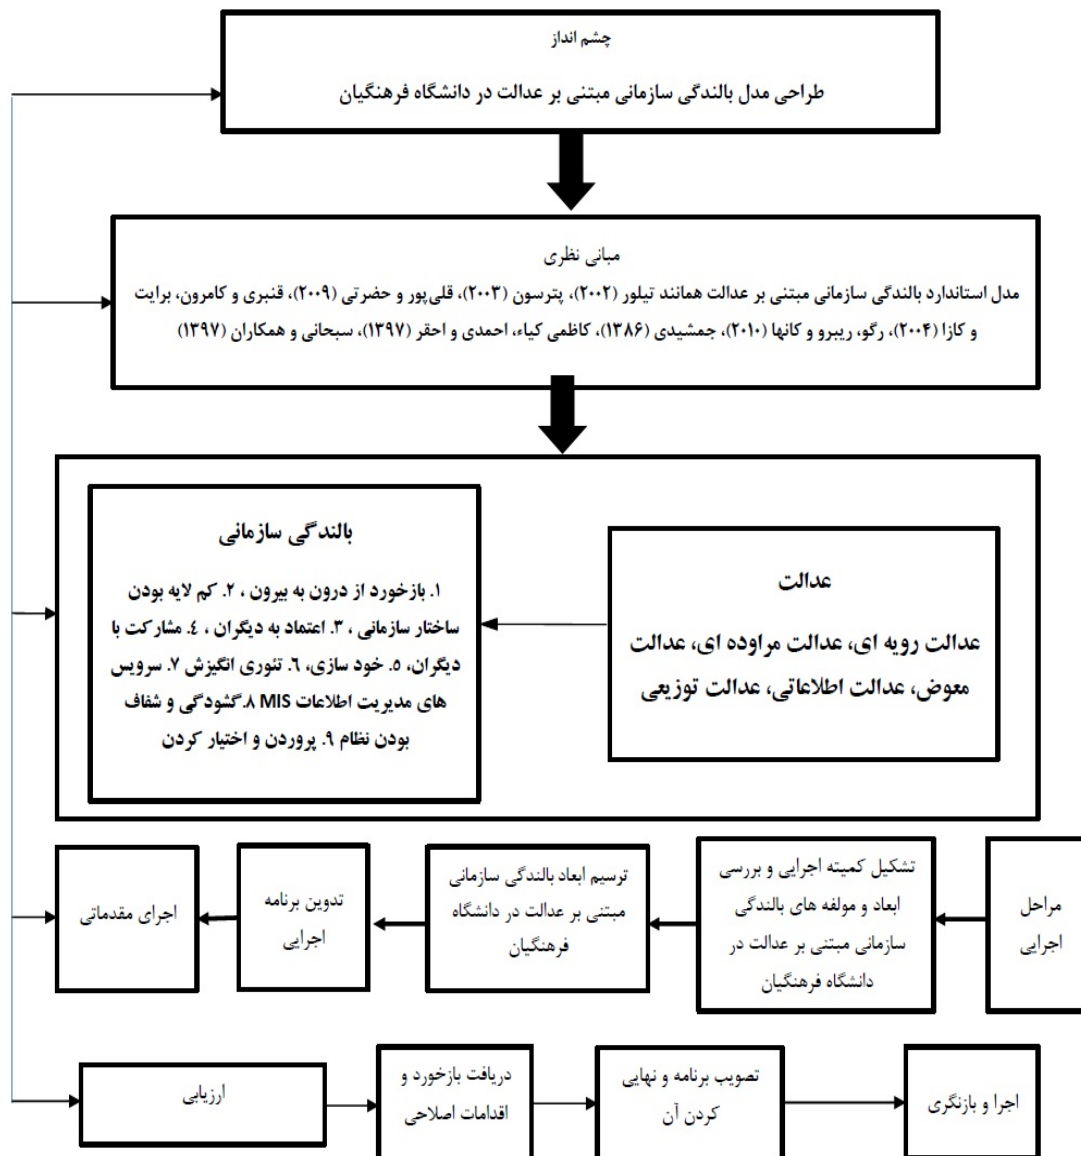 چشم انداز
طراحی مدل بالندگی سازمانی مبتنی بر عدالت در دانشگاه فرهنگیان
مبانی نظری
مدل استاندارد بالندگی سازمانی مبتنی بر عدالت همانند تیلور (۲۰۰۲)، پترسون (۲۰۰۳)، قلی‌پور و حضرتی (۲۰۰۹)، قنبری و کامرون، برایت
و کازا (۲۰۰۴)، رگو، ریبرو و کانها (۲۰۱۰)، جمشیدی (۱۳۸۶)، کاظمی کیاء، احمدی و احقر (۱۳۹۷)، سبحانی و همکاران (۱۳۹۷)
عدالت
عدالت رویه ای، عدالت مراوده ای، عدالت
معوض، عدالت اطلاعاتی، عدالت توزیعی
بالندگی سازمانی
۱. بازخورد از درون به بیرون ، ۲. کم لایه بودن
ساختار سازمانی ، ۳. اعتماد به دیگران ، ٤. مشارکت با
دیگران، ٥. خود سازی، ٦. تئوری انگیزش ۷. سرویس
های مدیریت اطلاعات MIS ۸.گشودگی و شفاف
بودن نظام ۹. پروردن و اختیار کردن
مراحل
اجرایی
تشکیل کمیته اجرایی و بررسی
ابعاد و مولفه های بالندگی
سازمانی مبتنی بر عدالت در
دانشگاه فرهنگیان
ترسیم ابعاد بالندگی سازمانی
مبتنی بر عدالت در دانشگاه
فرهنگیان
تدوین برنامه
اجرایی
اجرای مقدماتی
ارزیابی
دریافت بازخورد و
اقدامات اصلاحی
تصویب برنامه و نهایی
کردن آن
اجرا و بازنگری